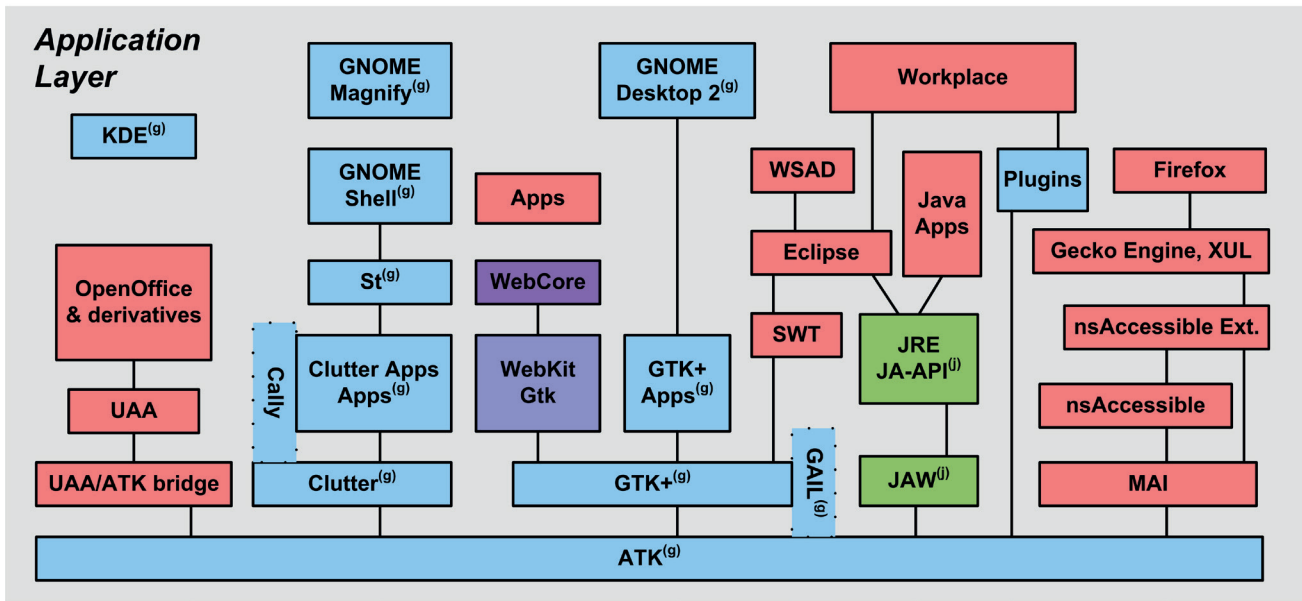 Application
Layer
GNOME
Magnify(g)
GNOME
Desktop 2(g)
Workplace
KDE(g)
GNOME
Shell(g)
Apps
WSAD
Java
Apps
Plugins
Firefox
OpenOffice
& derivatives
St(g)
WebCore
Eclipse
Gecko Engine, XUL
SWT
nsAccessible Ext.
Cally
Clutter Apps
Apps(g)
WebKit
Gtk
GTK+
Apps(g)
JRE
JA-API(j)
UAA
nsAccessible
UAA/ATK bridge
Clutter(g)
GTK+(g)
GAIL(g)
JAW(j)
MAI
ATK(g)